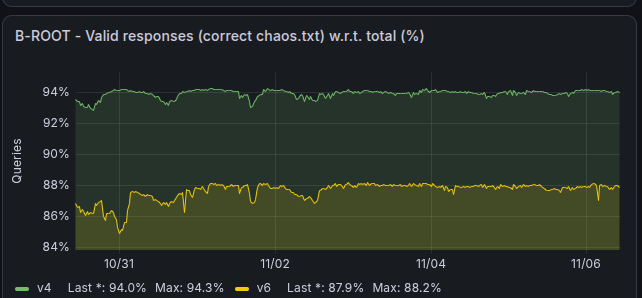 B-ROOT - Valid responses (correct chaos.txt) w.r.t. total (%)
94%
92%
90%
88%
86%
84%
Queries
10/31 11/02 11/04 11/06
v4 Last *: 94.0% Max: 94.3% v6 Last *: 87.9% Max: 88.2%